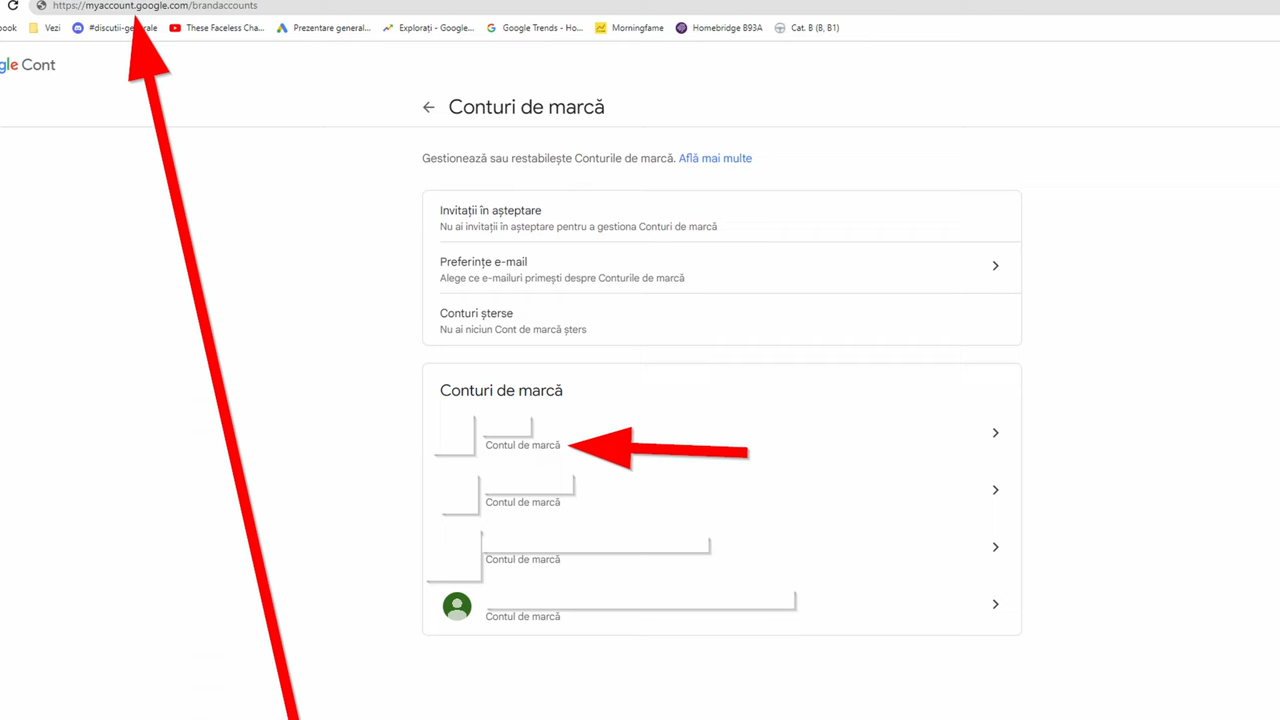 https://myaccount.google.com/brandaccounts
book Vezi #discutii-generale These Faceless Cha... Prezentare general... Explorați - Google... Google Trends - Ho... Morningfame Homebridge B93A Cat. B (B, B1)
gle Cont
Conturi de marcă
Gestionează sau restabilește Conturile de marcă. Află mai multe
Invitații în așteptare
Nu ai invitații în așteptare pentru a gestiona Conturi de marcă
Preferințe e-mail
Alege ce e-mailuri primești despre Conturile de marcă
Conturi șterse
Nu ai niciun Cont de marcă șters
Conturi de marcă
Contul de marcă
Contul de marcă
Contul de marcă
Contul de marcă